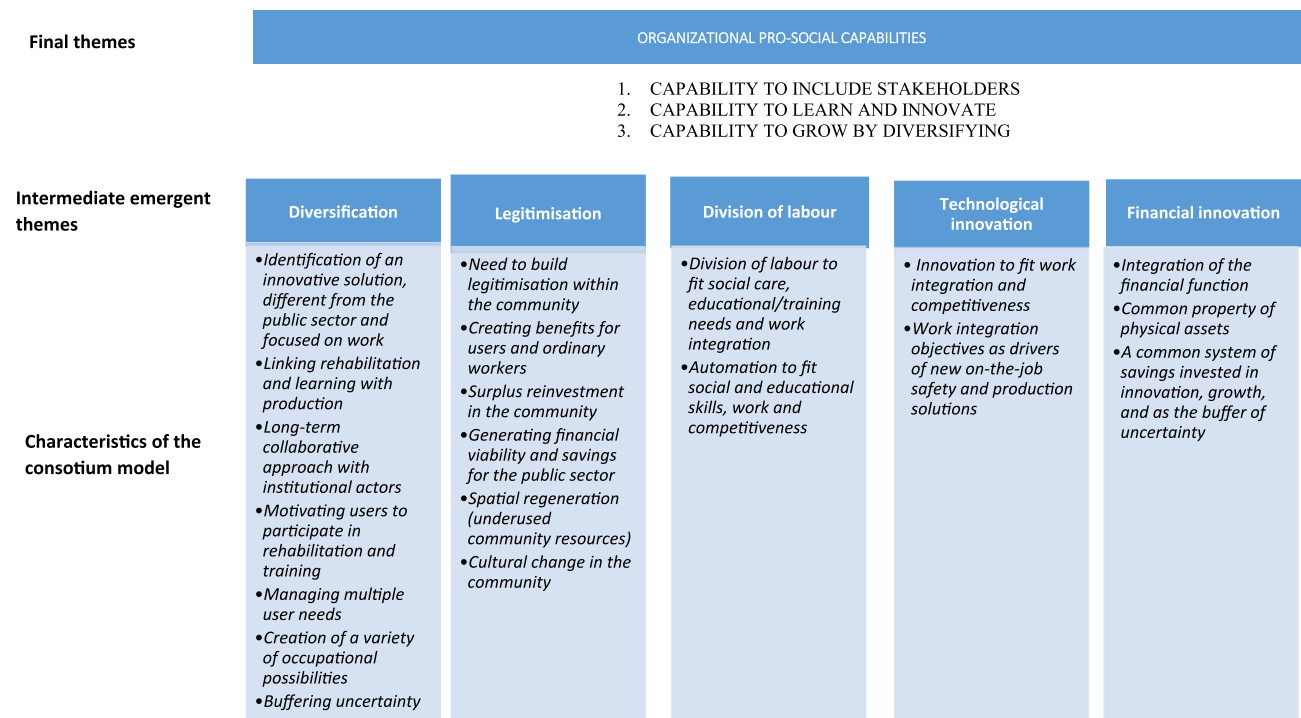 Final themes
ORGANIZATIONAL PRO-SOCIAL CAPABILITIES
1. CAPABILITY TO INCLUDE STAKEHOLDERS
2. CAPABILITY TO LEARN AND INNOVATE
3. CAPABILITY TO GROW BY DIVERSIFYING
Intermediate emergent
themes
Characteristics of the
consotium model
Diversification
•Identification of an
innovative solution,
different from the
public sector and
focused on work
•Linking rehabilitation
and learning with
production
•Long-term
collaborative
approach with
institutional actors
•Motivating users to
participate in
rehabilitation and
training
•Managing multiple
user needs
•Creation of a variety
of occupational
possibilities
•Buffering uncertainty
Legitimisation
•Need to build
legitimisation within
the community
•Creating benefits for
users and ordinary
workers
•Surplus reinvestment
in the community
•Generating financial
viability and savings
for the public sector
•Spatial regeneration
(underused
community resources)
•Cultural change in the
community
Division of labour
•Division of labour to
fit social care,
educational/training
needs and work
integration
•Automation to fit
social and educational
skills, work and
competitiveness
Technological
innovation
• Innovation to fit work
integration and
competitiveness
•Work integration
objectives as drivers
of new on-the-job
safety and production
solutions
Financial innovation
•Integration of the
financial function
•Common property of
physical assets
•A common system of
savings invested in
innovation, growth,
and as the buffer of
uncertainty